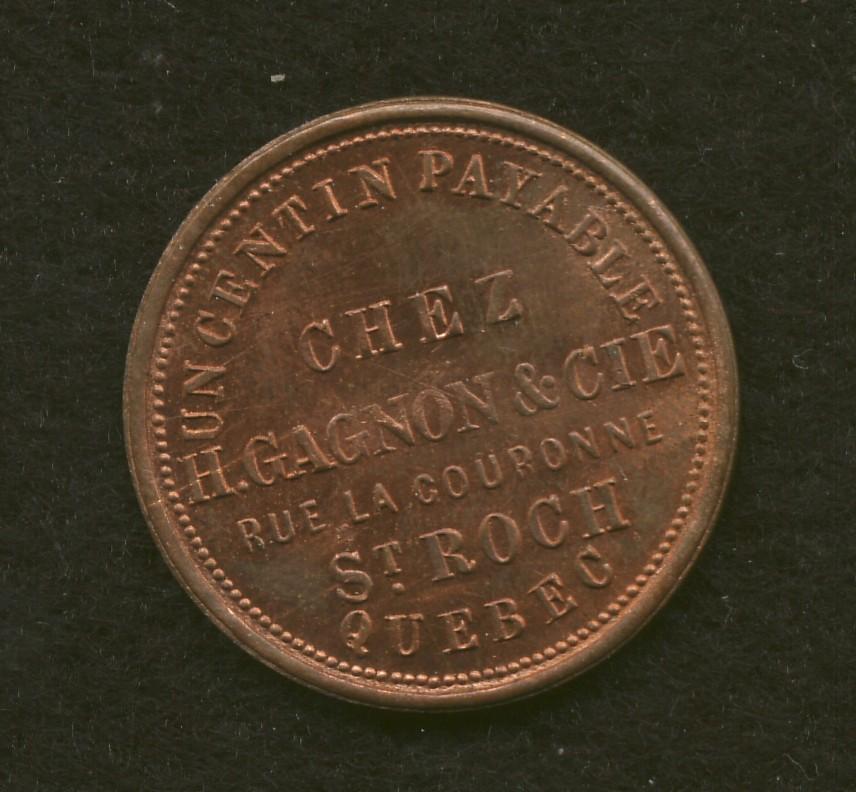 UN CENTIN PAYABLE
CHEZ
H. GAGNON & CIE
RUE LA COURONNE
ST. ROCH
QUEBEC